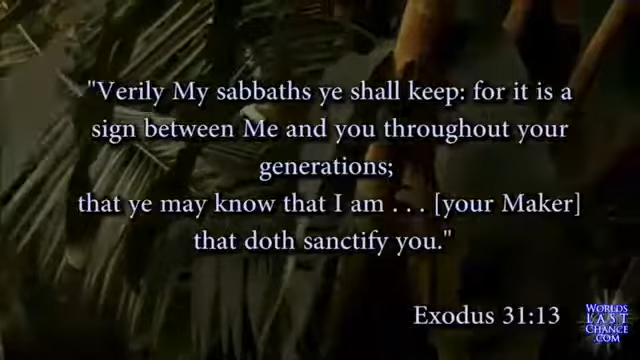 "Verily My sabbaths ye shall keep: for it is a
sign between Me and you throughout your
generations;
that ye may know that I am . . . [your Maker]
that doth sanctify you."
Exodus 31:13
WORLDS
LAST
CHANCE
.COM